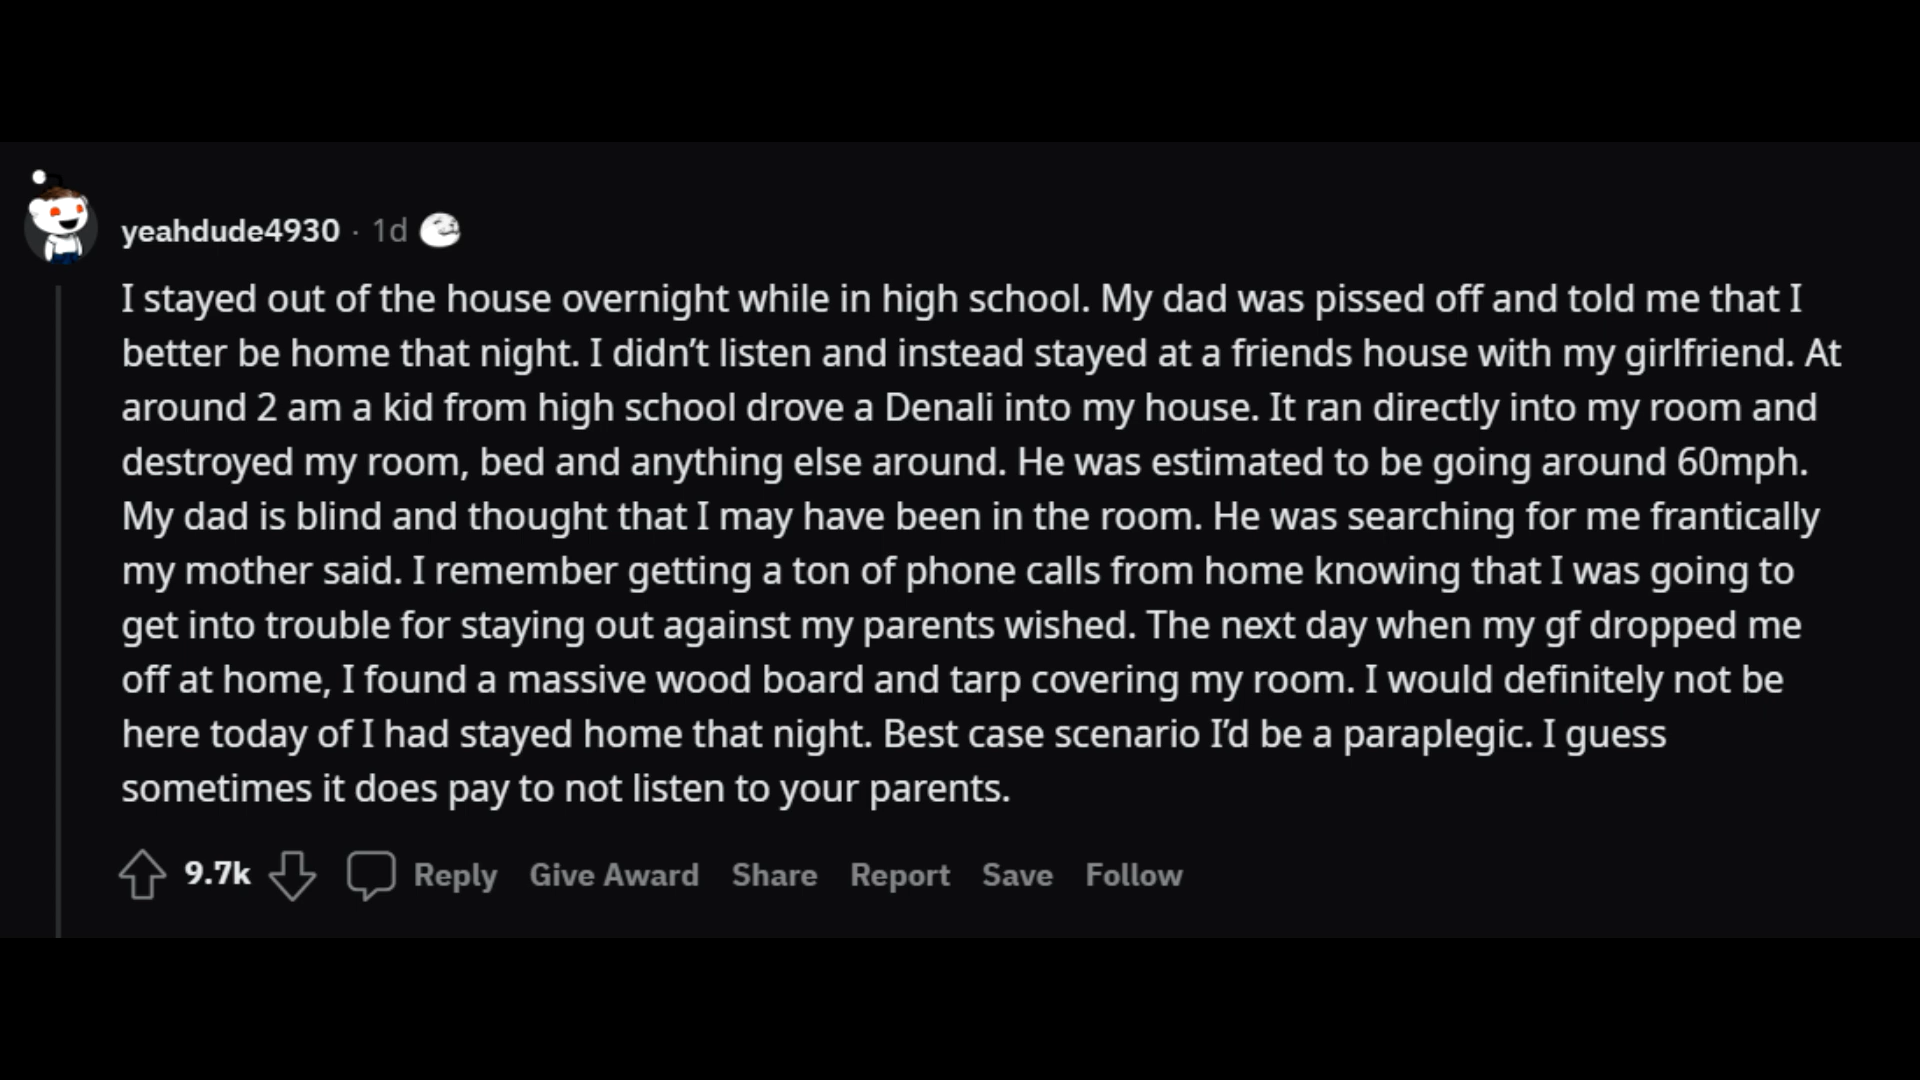 yeahdude4930 · 1d
I stayed out of the house overnight while in high school. My dad was pissed off and told me that I
better be home that night. I didn’t listen and instead stayed at a friends house with my girlfriend. At
around 2 am a kid from high school drove a Denali into my house. It ran directly into my room and
destroyed my room, bed and anything else around. He was estimated to be going around 60mph.
My dad is blind and thought that I may have been in the room. He was searching for me frantically
my mother said. I remember getting a ton of phone calls from home knowing that I was going to
get into trouble for staying out against my parents wished. The next day when my gf dropped me
off at home, I found a massive wood board and tarp covering my room. I would definitely not be
here today of I had stayed home that night. Best case scenario I’d be a paraplegic. I guess
sometimes it does pay to not listen to your parents.
9.7k Reply Give Award Share Report Save Follow